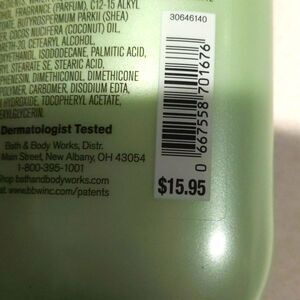 FRAGRANCE (PARFUM), C12-15 ALKYL
BUTYROSPERMUM PARKII (SHEA)
COCOS NUCIFERA (COCONUT) OIL,
CETEARYL ALCOHOL,
ISODODECANE, PALMITIC ACID,
DIMETHICONOL, DIMETHICONE
CARBOMER, DISODIUM EDTA,
HYDROXIDE, TOCOPHERYL ACETATE,
Dermatologist Tested
Bath & Body Works, Distr.
Main Street, New Albany, OH 43054
1-800-395-1001
Shop bathandbodyworks.com
www.bbwinc.com/patents
30646140
0 667558 701676
$15.95